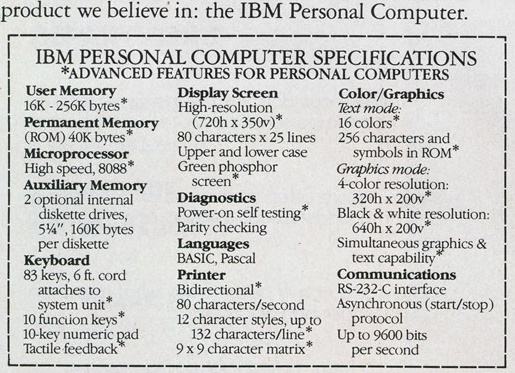 product we believe in: the IBM Personal Computer.
IBM PERSONAL COMPUTER SPECIFICATIONS
*ADVANCED FEATURES FOR PERSONAL COMPUTERS
User Memory
16K - 256K bytes*
Permanent Memory
(ROM) 40K bytes*
Microprocessor
High speed, 8088*
Auxiliary Memory
2 optional internal
diskette drives,
5¼", 160K bytes
per diskette
Keyboard
83 keys, 6 ft. cord
attaches to
system unit*
10 function keys*
10-key numeric pad
Tactile feedback*
Display Screen
High-resolution
(720h x 350v)*
80 characters x 25 lines
Upper and lower case
Green phosphor
screen*
Diagnostics
Power-on self testing*
Parity checking
Languages
BASIC, Pascal
Printer
Bidirectional*
80 characters/second
12 character styles, up to
132 characters/line*
9 x 9 character matrix*
Color/Graphics
Text mode:
16 colors*
256 characters and
symbols in ROM*
Graphics mode:
4-color resolution:
320h x 200v*
Black & white resolution:
640h x 200v*
Simultaneous graphics &
text capability*
Communications
RS-232-C interface
Asynchronous (start/stop)
protocol
Up to 9600 bits
per second